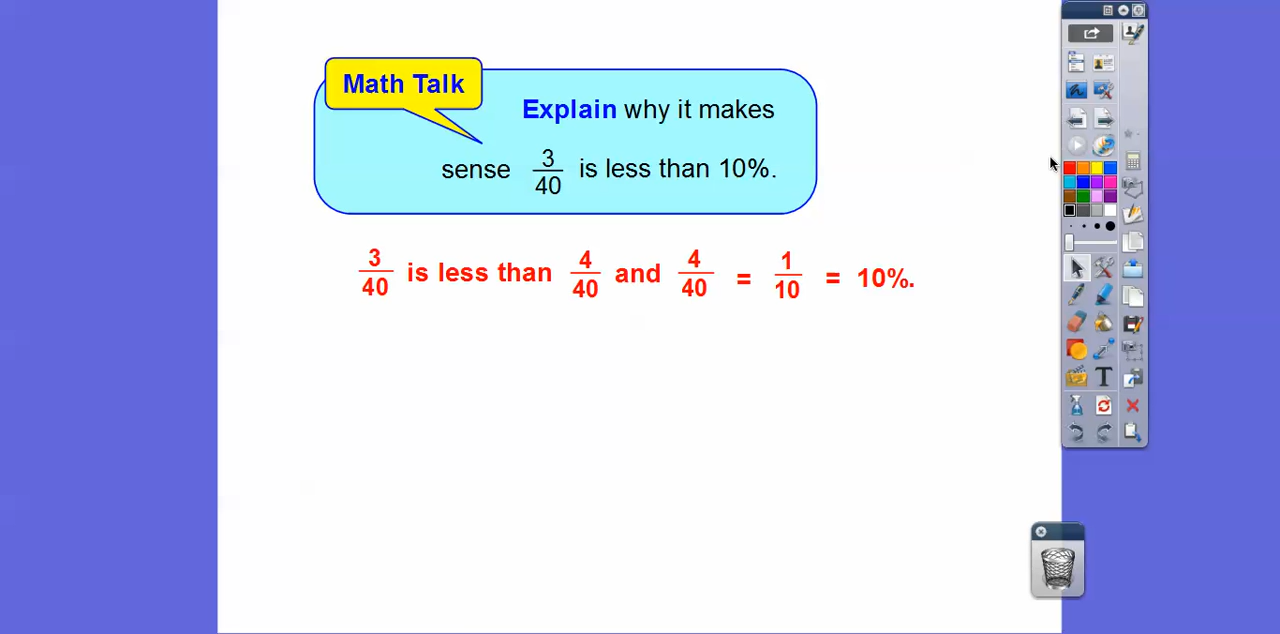 Math Talk
Explain why it makes
sense 3/40 is less than 10%.
3/40 is less than 4/40 and 4/40 = 1/10 = 10%.
T